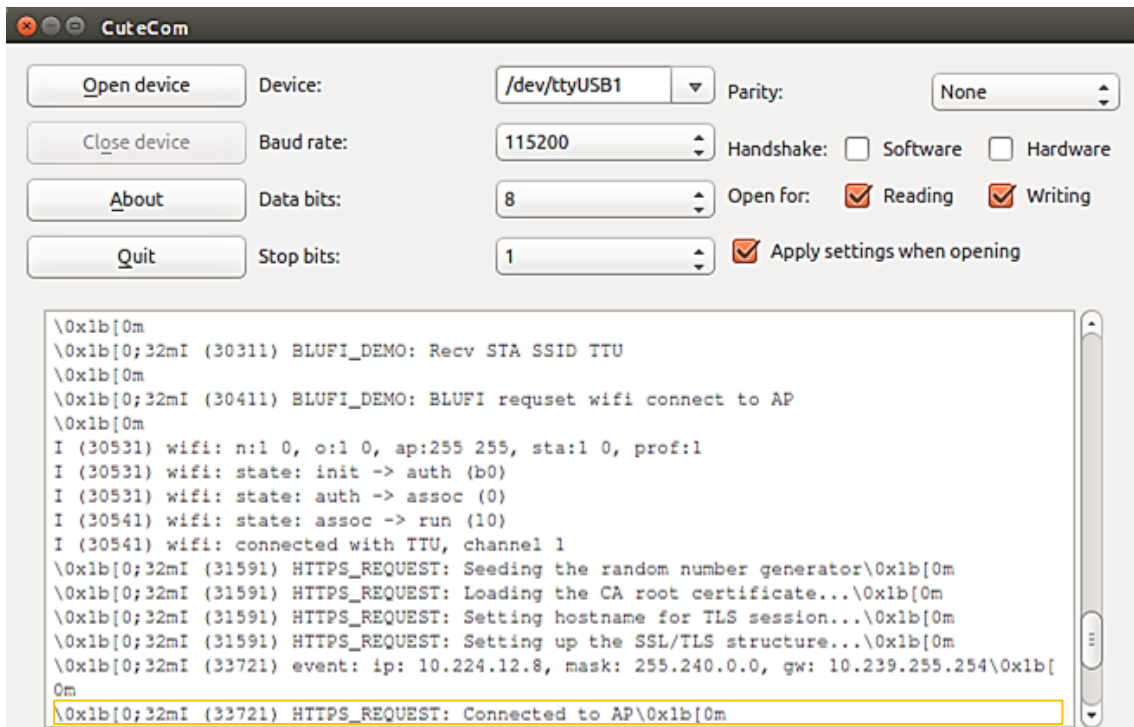 CuteCom
Open device Device: /dev/ttyUSB1 Parity: None
Close device Baud rate: 115200 Handshake: Software Hardware
About Data bits: 8 Open for: Reading Writing
Quit Stop bits: 1 Apply settings when opening
\0x1b[0m
\0x1b[0;32mI (30311) BLUFI_DEMO: Recv STA SSID TTU
\0x1b[0m
\0x1b[0;32mI (30411) BLUFI_DEMO: BLUFI requset wifi connect to AP
\0x1b[0m
I (30531) wifi: n:1 0, o:1 0, ap:255 255, sta:1 0, prof:1
I (30531) wifi: state: init -> auth (b0)
I (30531) wifi: state: auth -> assoc (0)
I (30541) wifi: state: assoc -> run (10)
I (30541) wifi: connected with TTU, channel 1
\0x1b[0;32mI (31591) HTTPS_REQUEST: Seeding the random number generator\0x1b[0m
\0x1b[0;32mI (31591) HTTPS_REQUEST: Loading the CA root certificate...\0x1b[0m
\0x1b[0;32mI (31591) HTTPS_REQUEST: Setting hostname for TLS session...\0x1b[0m
\0x1b[0;32mI (31591) HTTPS_REQUEST: Setting up the SSL/TLS structure...\0x1b[0m
\0x1b[0;32mI (33721) event: ip: 10.224.12.8, mask: 255.240.0.0, gw: 10.239.255.254\0x1b[
0m
\0x1b[0;32mI (33721) HTTPS_REQUEST: Connected to AP\0x1b[0m